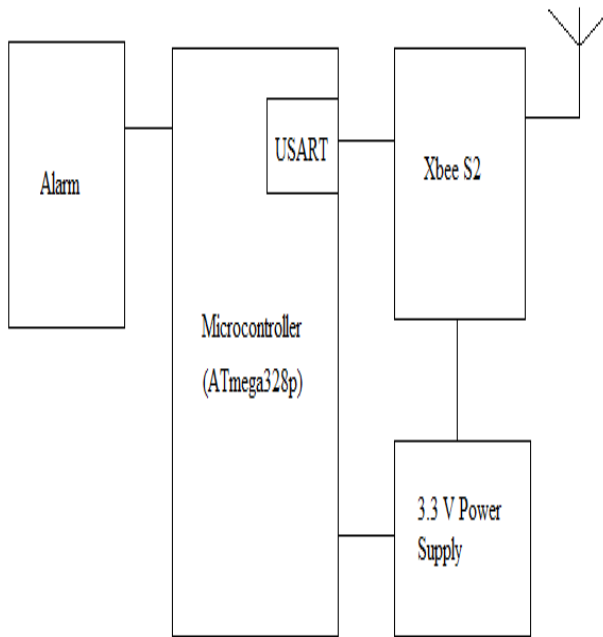 Alarm
USART
Xbee S2
Microcontroller
(ATmega328p)
3.3 V Power
Supply